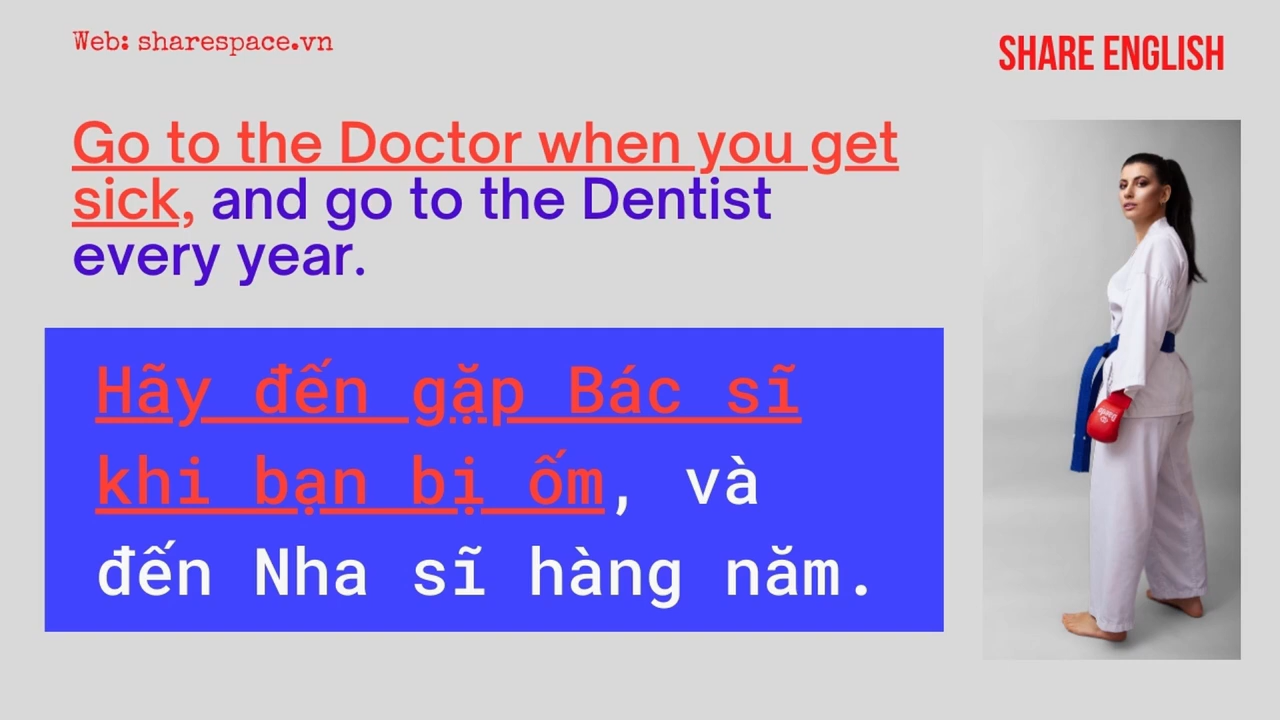 Web: sharespace.vn
SHARE ENGLISH
Go to the Doctor when you get
sick, and go to the Dentist
every year.
Hãy đến gặp Bác sĩ
khi bạn bị ốm, và
đến Nha sĩ hàng năm.